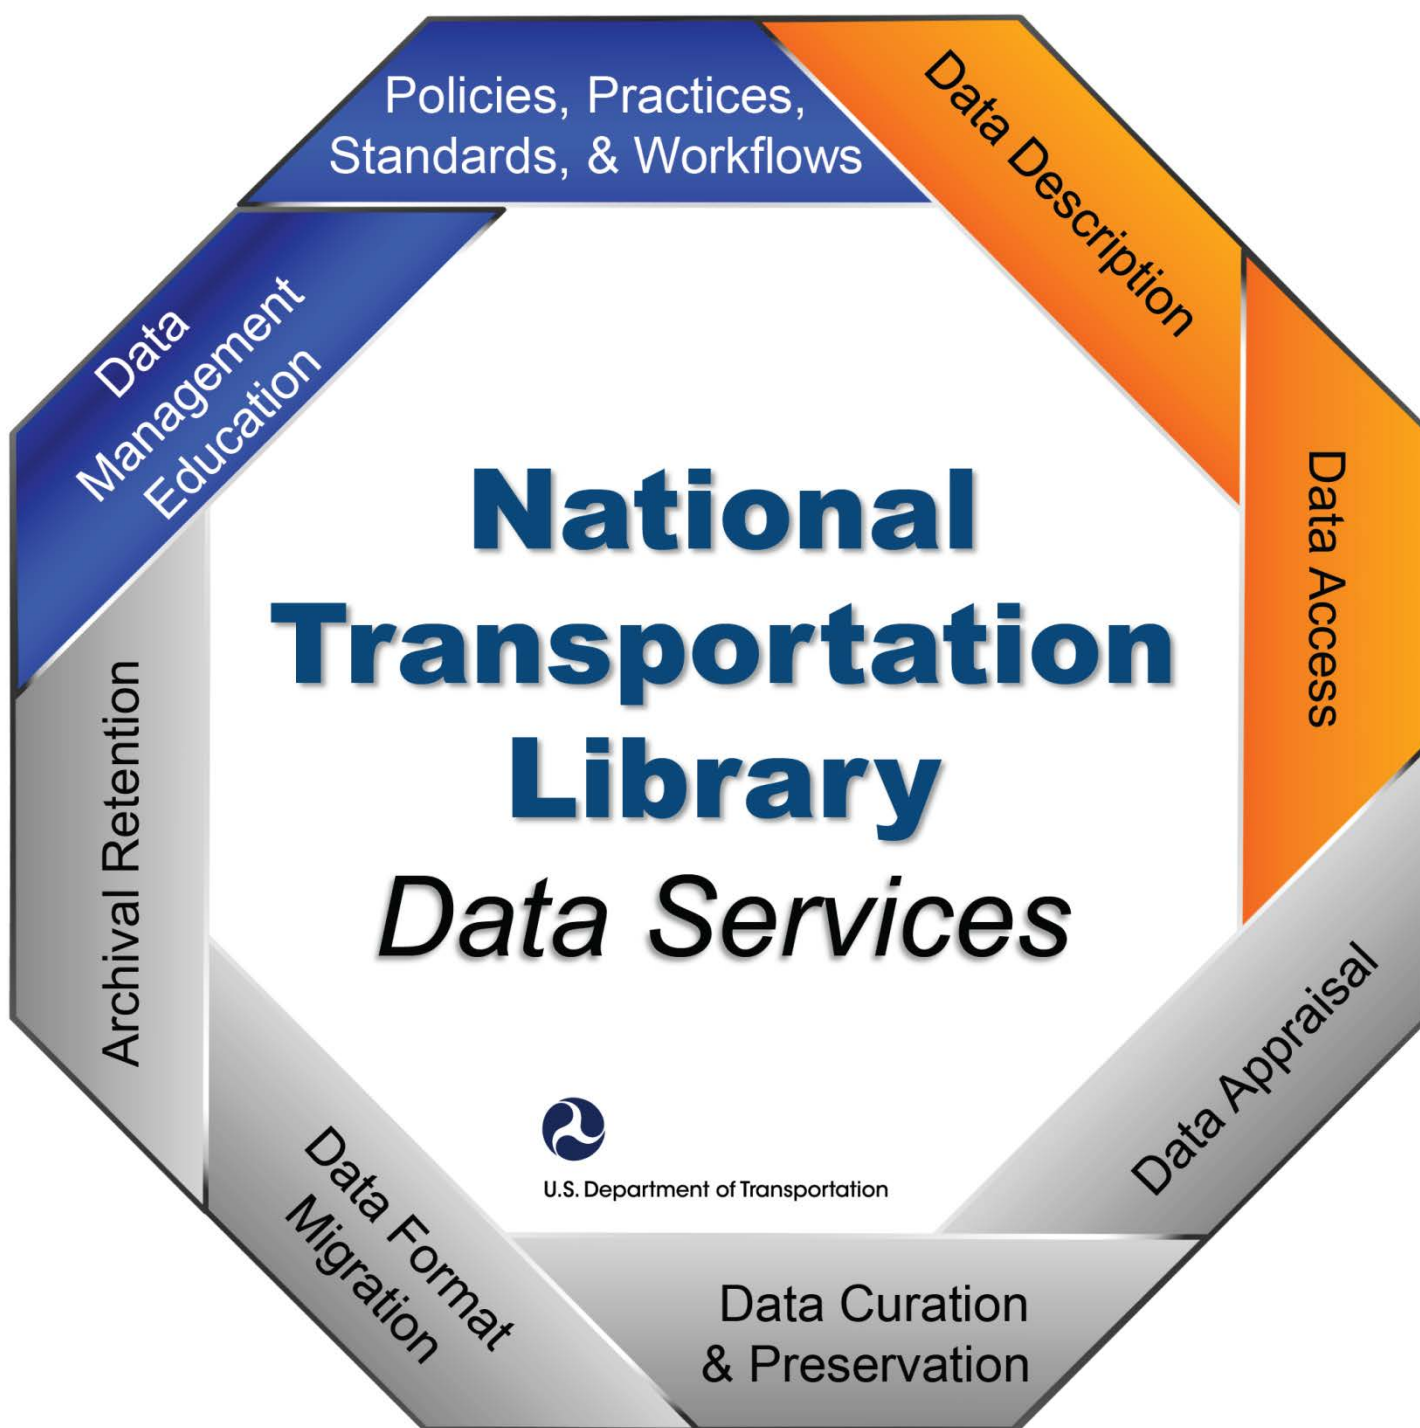 Policies, Practices,
Standards, & Workflows
Data Description
Data Access
Data Appraisal
Data Curation
& Preservation
Data Format
Migration
Archival Retention
Data
Management
Education
National
Transportation
Library
Data Services
U.S. Department of Transportation